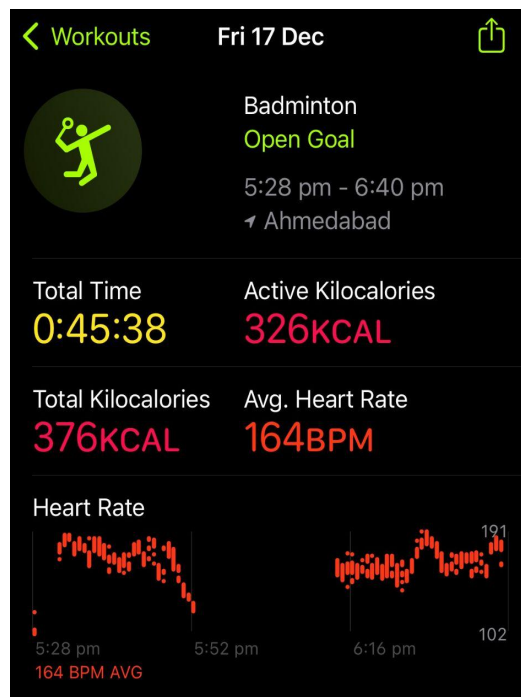 Workouts
Fri 17 Dec
Badminton
Open Goal
5:28 pm - 6:40 pm
Ahmedabad
Total Time
Active Kilocalories
0:45:38
326KCAL
Total Kilocalories
Avg. Heart Rate
376KCAL
164BPM
Heart Rate
191
102
5:28 pm
5:52 pm
6:16 pm
164 BPM AVG